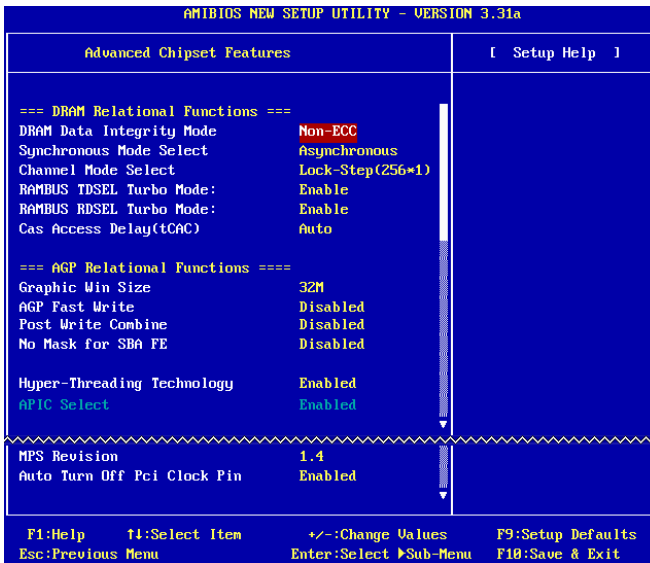 AMIBIOS NEW SETUP UTILITY - VERSION 3.31a
Advanced Chipset Features
[ Setup Help ]
=== DRAM Relational Functions ===
DRAM Data Integrity Mode Non-ECC
Synchronous Mode Select Asynchronous
Channel Mode Select Lock-Step(256*1)
RAMBUS TDSEL Turbo Mode: Enable
RAMBUS RDSEL Turbo Mode: Enable
Cas Access Delay(tCAC) Auto
=== AGP Relational Functions ====
Graphic Win Size 32M
AGP Fast Write Disabled
Post Write Combine Disabled
No Mask for SBA FE Disabled
Hyper-Threading Technology Enabled
APIC Select Enabled
MPS Revision 1.4
Auto Turn Off Pci Clock Pin Enabled
F1:Help ↑↓:Select Item +/-:Change Values F9:Setup Defaults
Esc:Previous Menu Enter:Select ▶Sub-Menu F10:Save & Exit